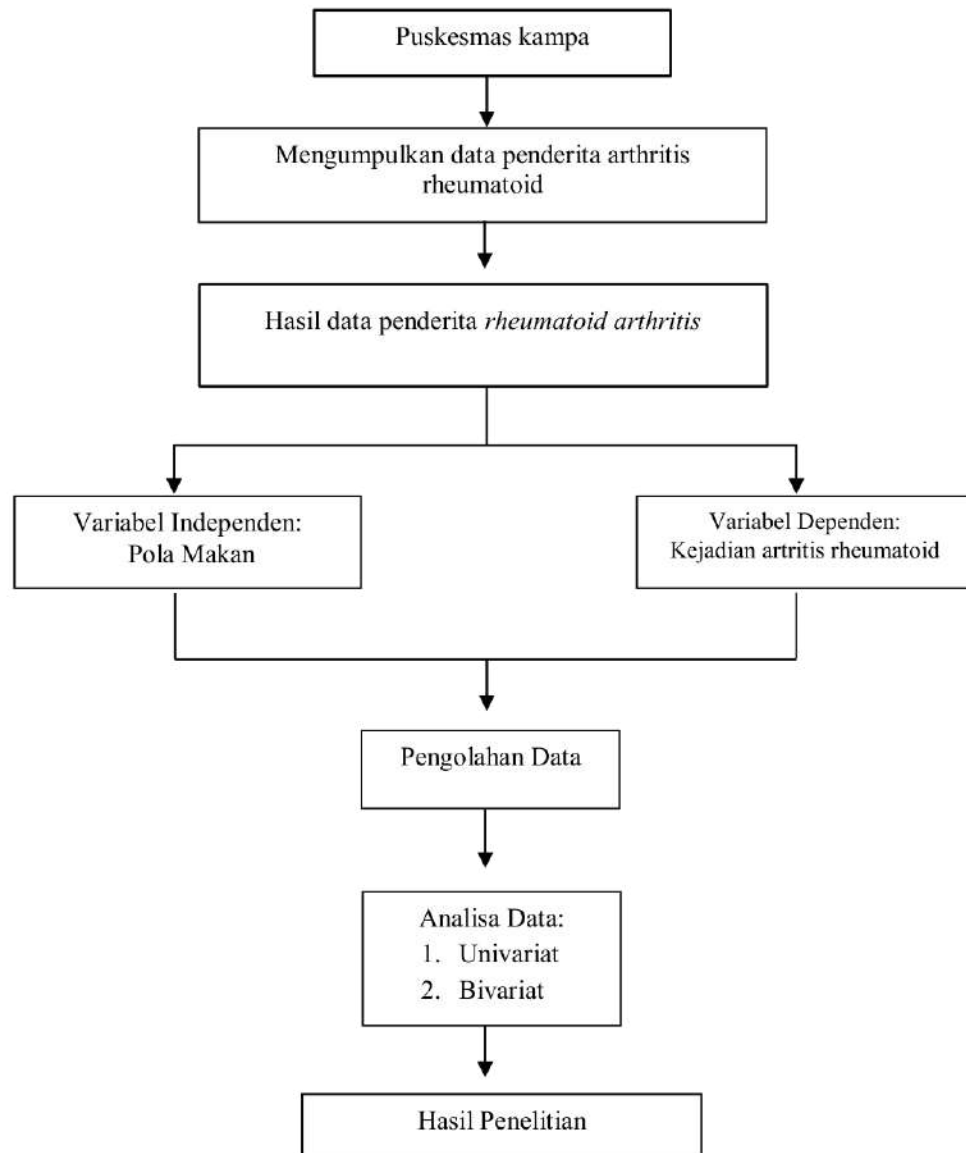 Puskesmas kampa
Mengumpulkan data penderita arthritis
rheumatoid
Hasil data penderita rheumatoid arthritis
Variabel Independen:
Pola Makan
Variabel Dependen:
Kejadian artritis rheumatoid
Pengolahan Data
Analisa Data:
1. Univariat
2. Bivariat
Hasil Penelitian